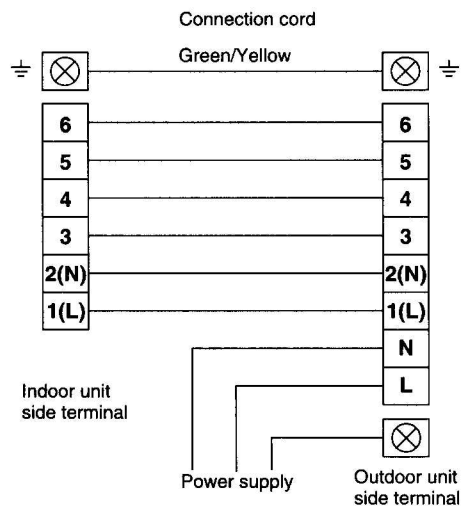 Connection cord
Green/Yellow
6 6
5 5
4 4
3 3
2(N) 2(N)
1(L) 1(L)
N
L
Indoor unit
side terminal
Power supply
Outdoor unit
side terminal